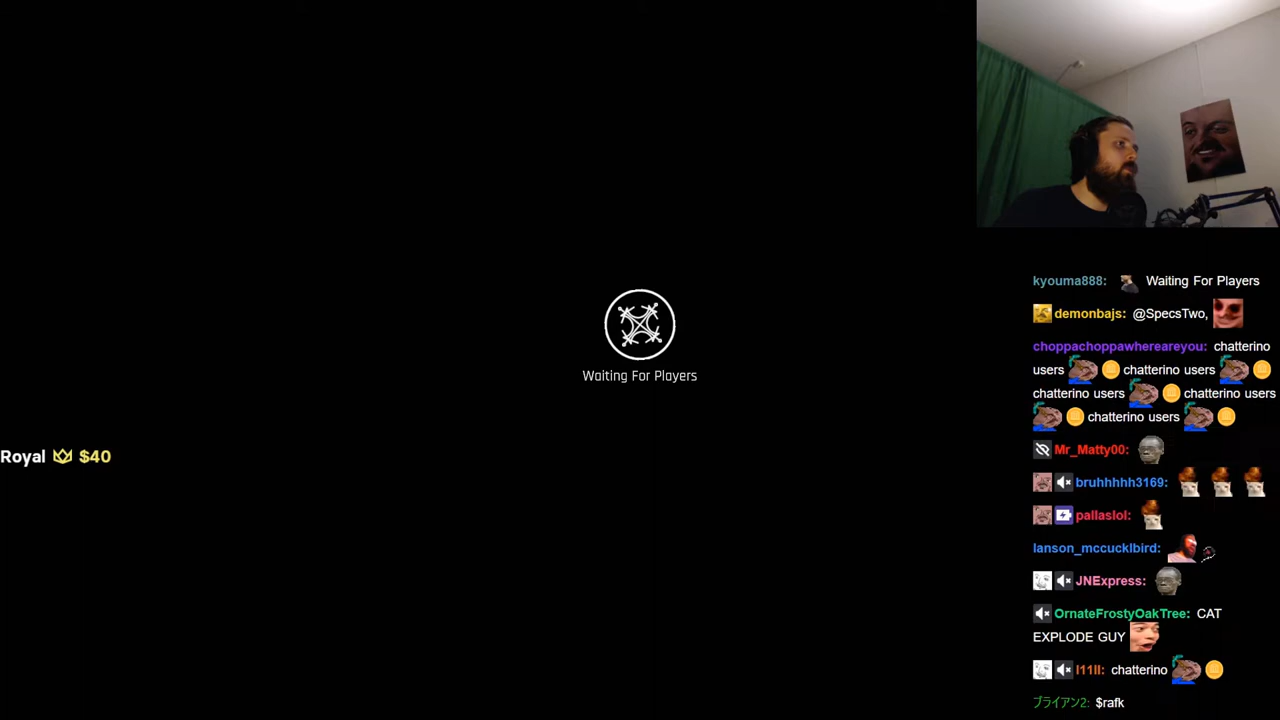 Waiting For Players
Royal $40
kyouma888: Waiting For Players
demonbajs: @SpecsTwo,
choppachoppawhereareyou: chatterino
users chatterino users
chatterino users chatterino users
chatterino users
Mr_Matty00:
bruhhhhh3169:
pallaslol:
lanson_mccucklbird:
JNExpress:
OrnateFrostyOakTree: CAT
EXPLODE GUY
l11ll: chatterino
ブライアン2: $rafk